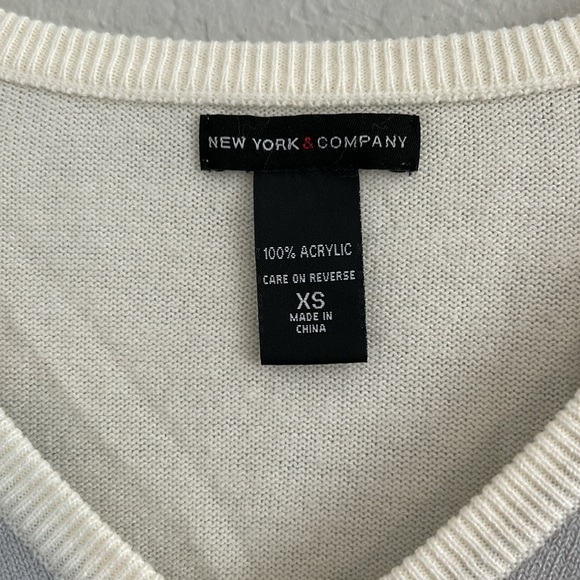 NEW YORK & COMPANY
100% ACRYLIC
CARE ON REVERSE
XS
MADE IN
CHINA